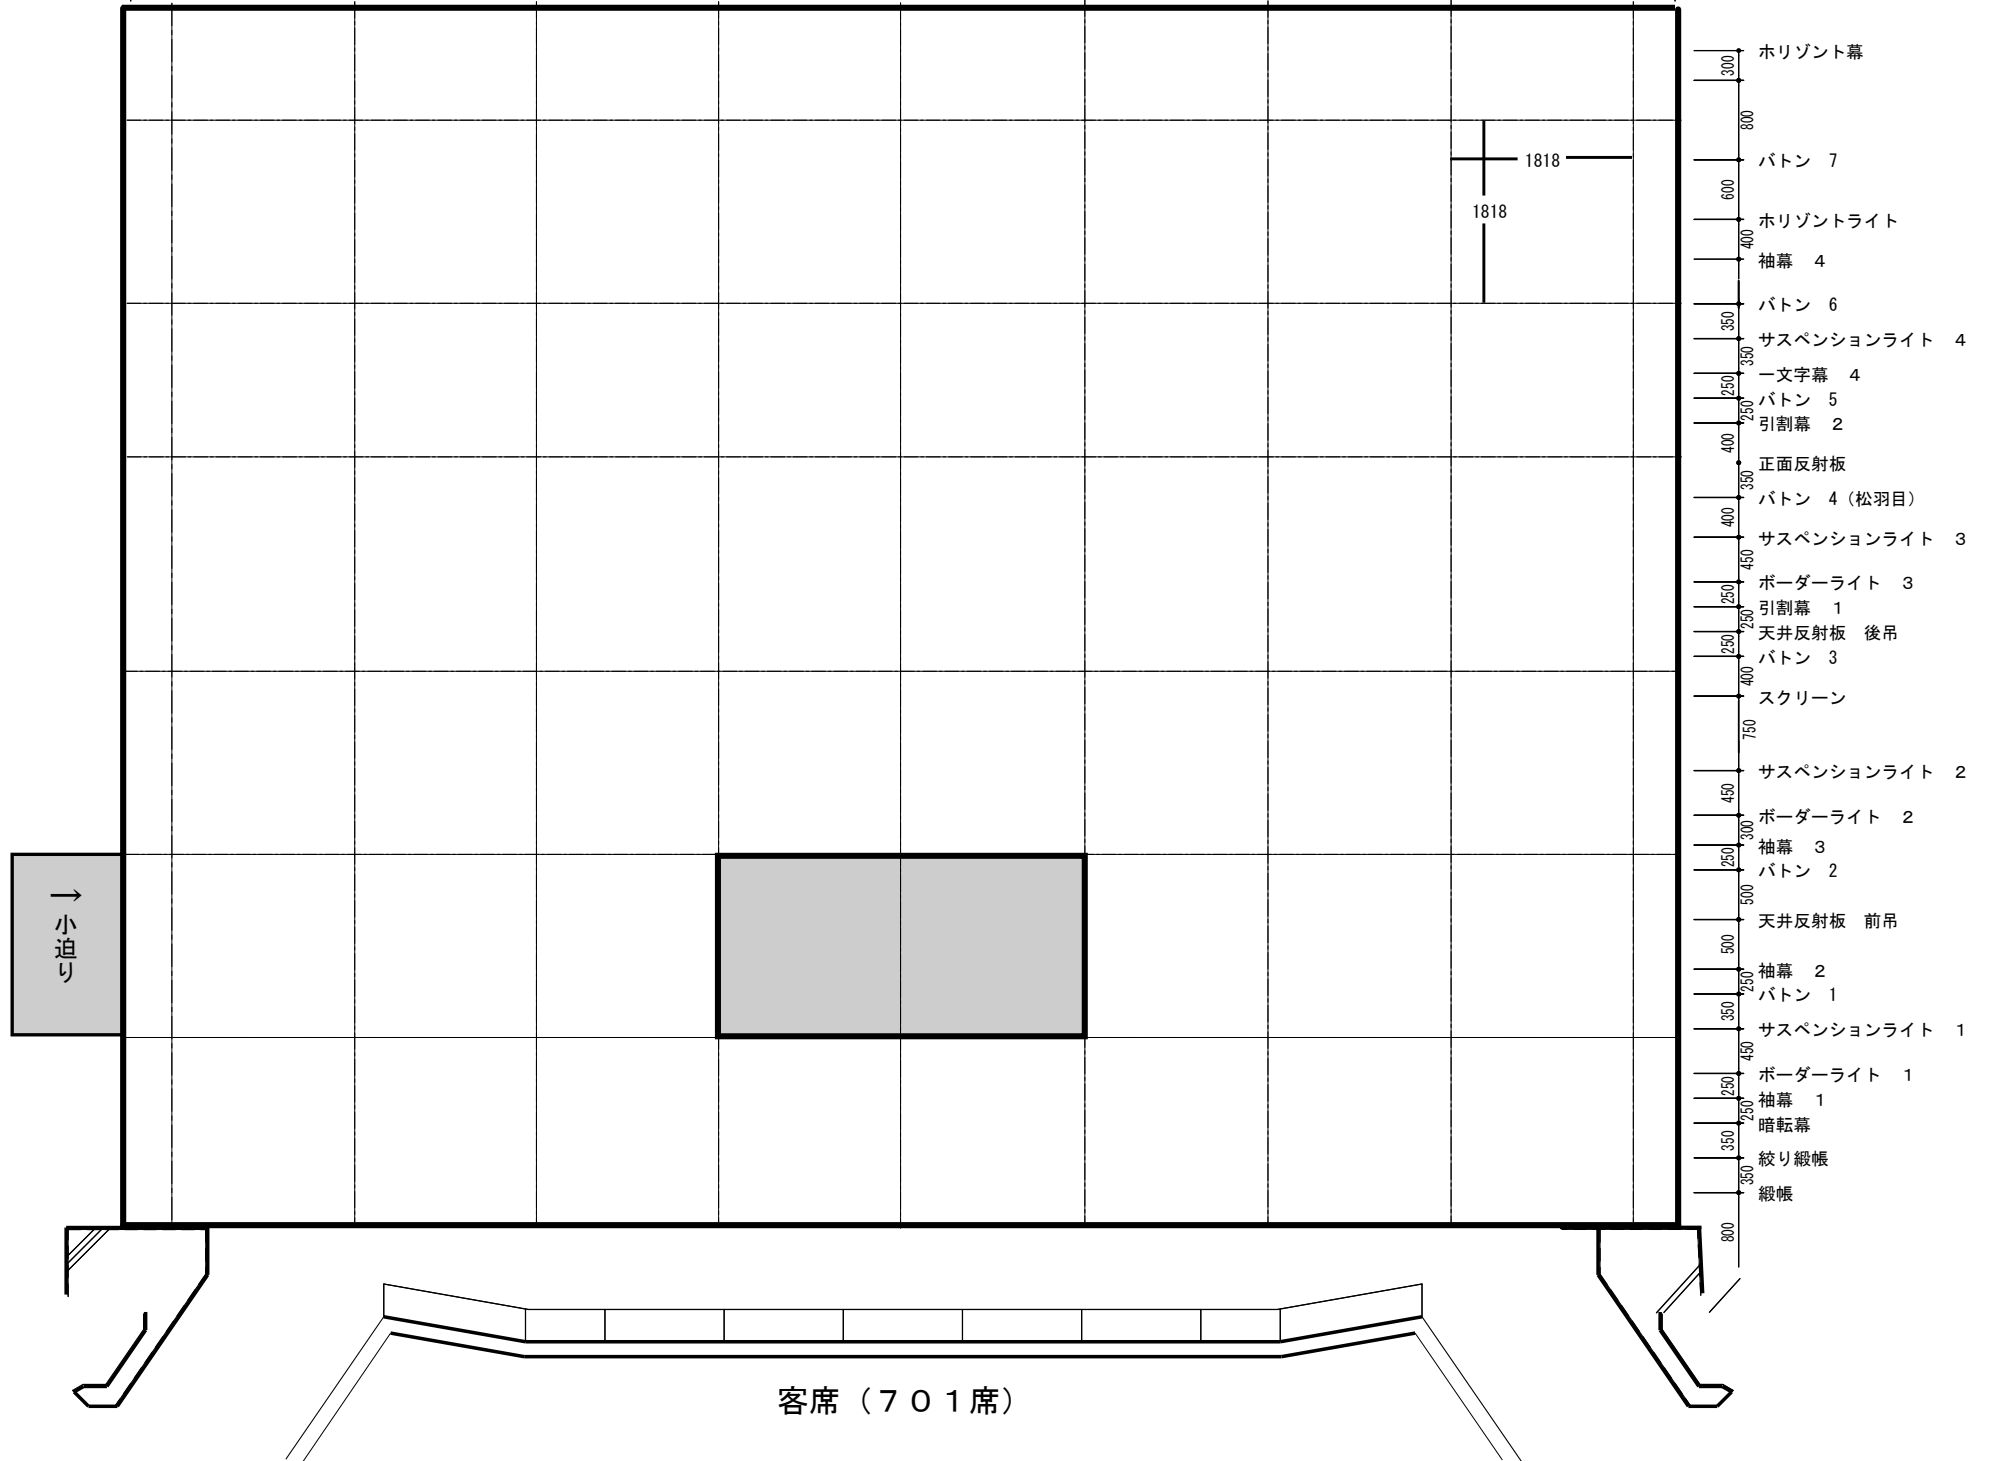 ホリゾント幕
300
800
バトン　7
1818
600
1818
ホリゾントライト
400
袖幕　4
バトン　6
350
サスペンションライト　4
350
一文字幕　4
250
バトン　5
250
引割幕　2
400
正面反射板
350
バトン　4（松羽目）
400
サスペンションライト　3
450
ボーダーライト　3
250
引割幕　1
250
天井反射板　後吊
250
バトン　3
400
スクリーン
750
サスペンションライト　2
450
ボーダーライト　2
300
袖幕　3
250
バトン　2
500
→
小迫り
天井反射板　前吊
500
袖幕　2
250
バトン　1
350
サスペンションライト　1
450
ボーダーライト　1
250
袖幕　1
250
暗転幕
350
絞り緞帳
350
緞帳
800
客席（７０１席）